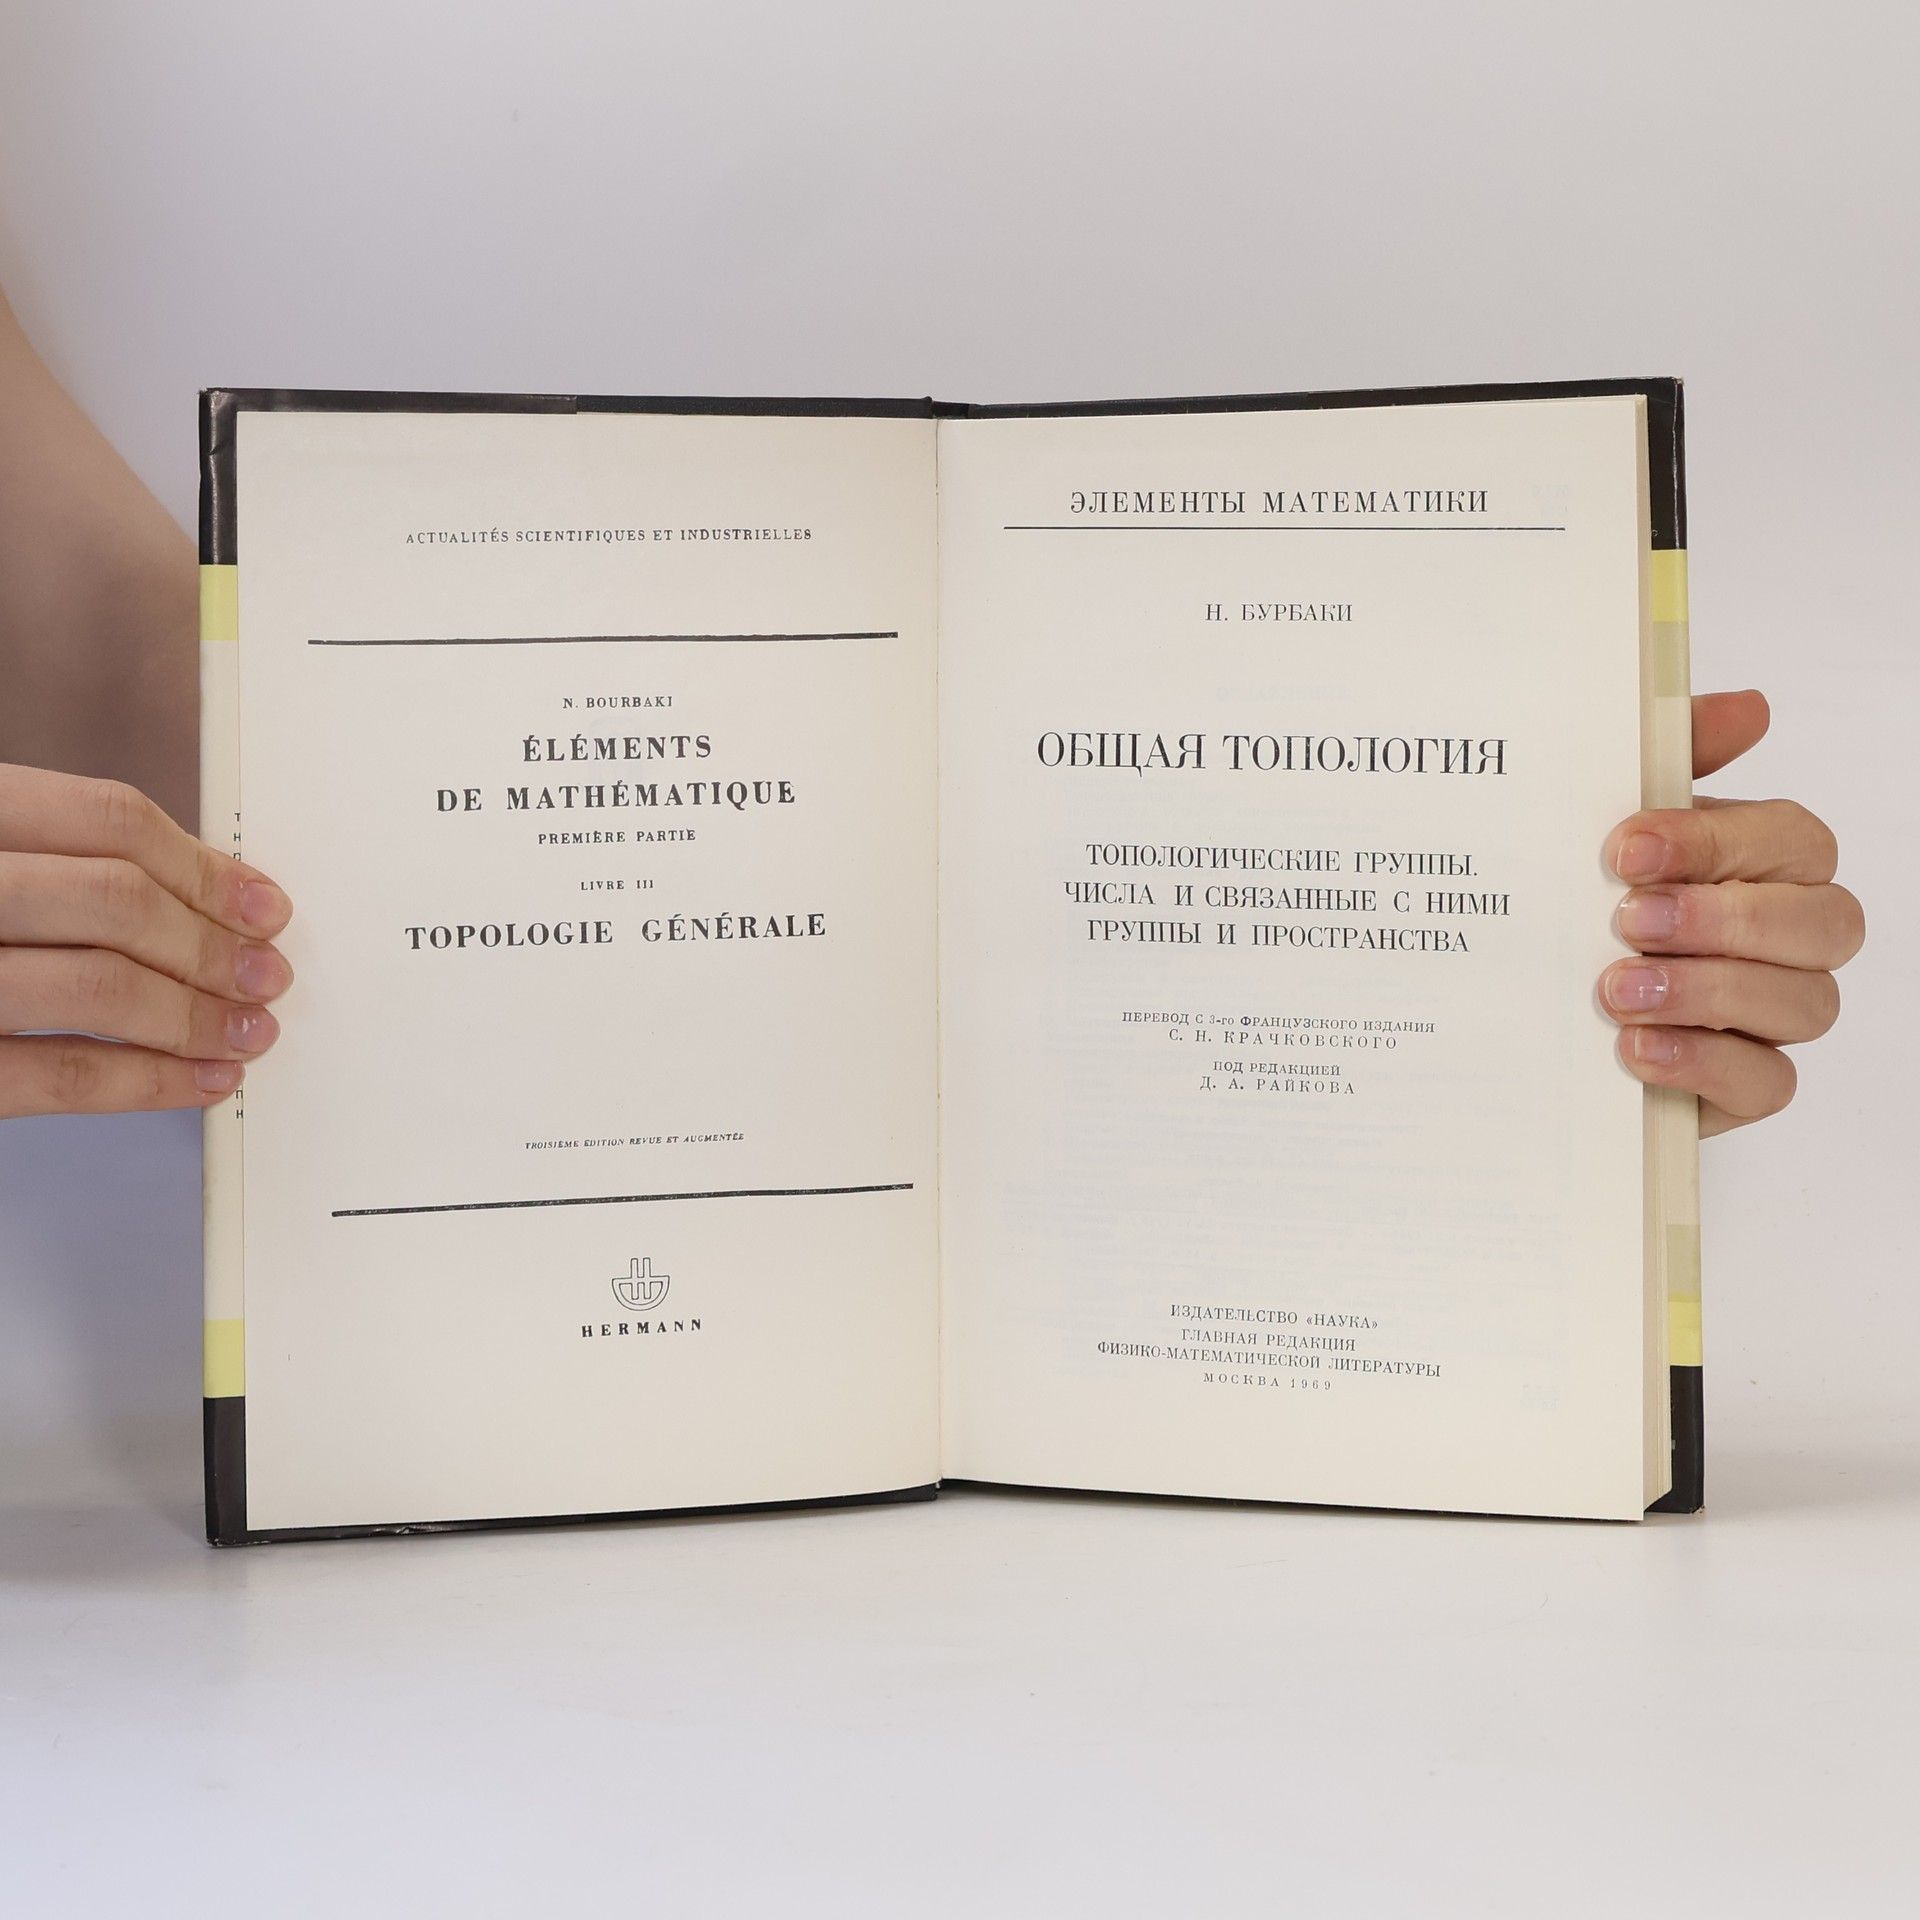 ACTUALITÉS SCIENTIFIQUES ET INDUSTRIELLES
N. BOURBAKI
ÉLÉMENTS
DE MATHÉMATIQUE
PREMIÈRE PARTIE
LIVRE III
TOPOLOGIE GÉNÉRALE
TROISIÈME ÉDITION REVUE ET AUGMENTÉE
HERMANN
ЭЛЕМЕНТЫ МАТЕМАТИКИ
Н. БУРБАКИ
ОБЩАЯ ТОПОЛОГИЯ
ТОПОЛОГИЧЕСКИЕ ГРУППЫ.
ЧИСЛА И СВЯЗАННЫЕ С НИМИ
ГРУППЫ И ПРОСТРАНСТВА
ПЕРЕВОД С 3-го ФРАНЦУЗСКОГО ИЗДАНИЯ
С. Н. КРАЧКОВСКОГО
ПОД РЕДАКЦИЕЙ
Д. А. РАЙКОВА
ИЗДАТЕЛЬСТВО «НАУКА»
ГЛАВНАЯ РЕДАКЦИЯ
ФИЗИКО-МАТЕМАТИЧЕСКОЙ ЛИТЕРАТУРЫ
МОСКВА 1969